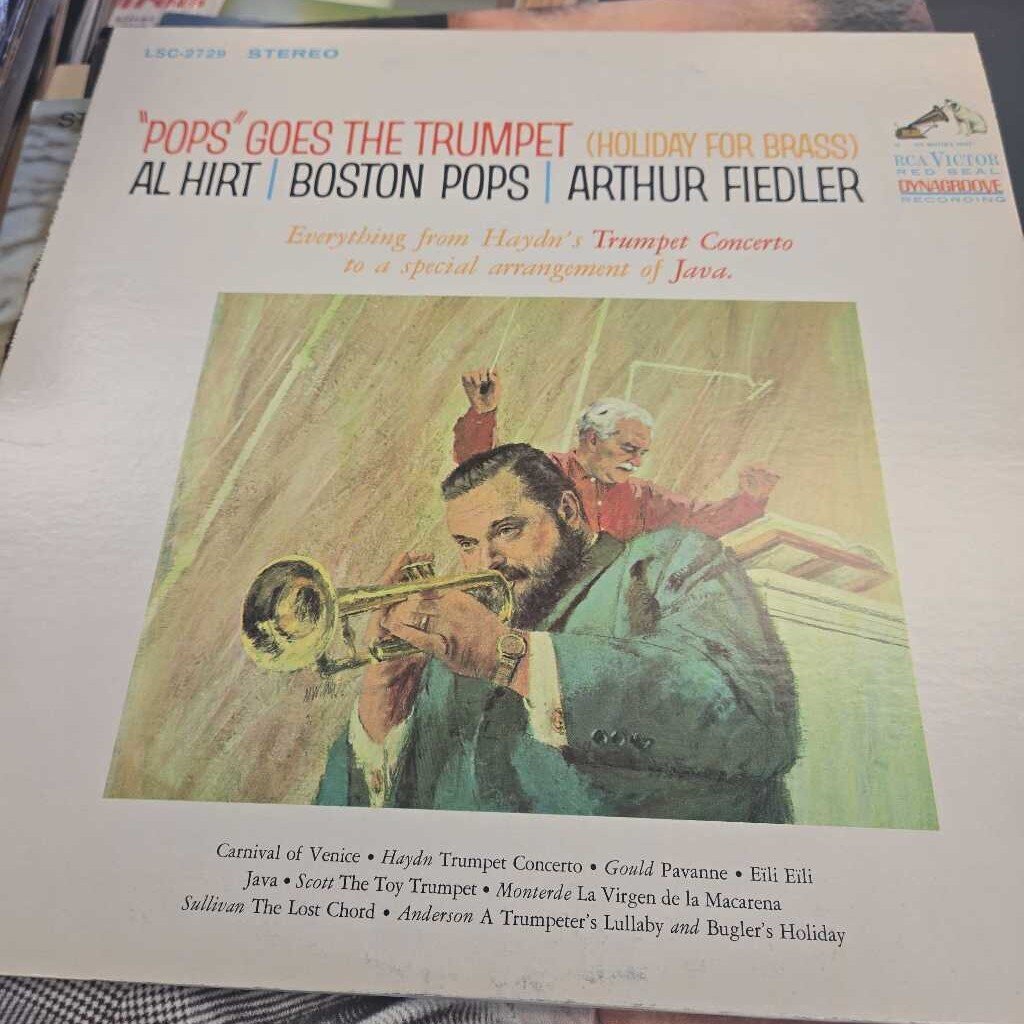 LSC-2729 STEREO
"POPS" GOES THE TRUMPET (HOLIDAY FOR BRASS)
AL HIRT | BOSTON POPS | ARTHUR FIEDLER
RCA VICTOR
RED SEAL
DYNAGROOVE
RECORDING
Everything from Haydn's Trumpet Concerto
to a special arrangement of Java.
Carnival of Venice • Haydn Trumpet Concerto • Gould Pavanne • Eïli Eïli
Java • Scott The Toy Trumpet • Monterde La Virgen de la Macarena
Sullivan The Lost Chord • Anderson A Trumpeter's Lullaby and Bugler's Holiday